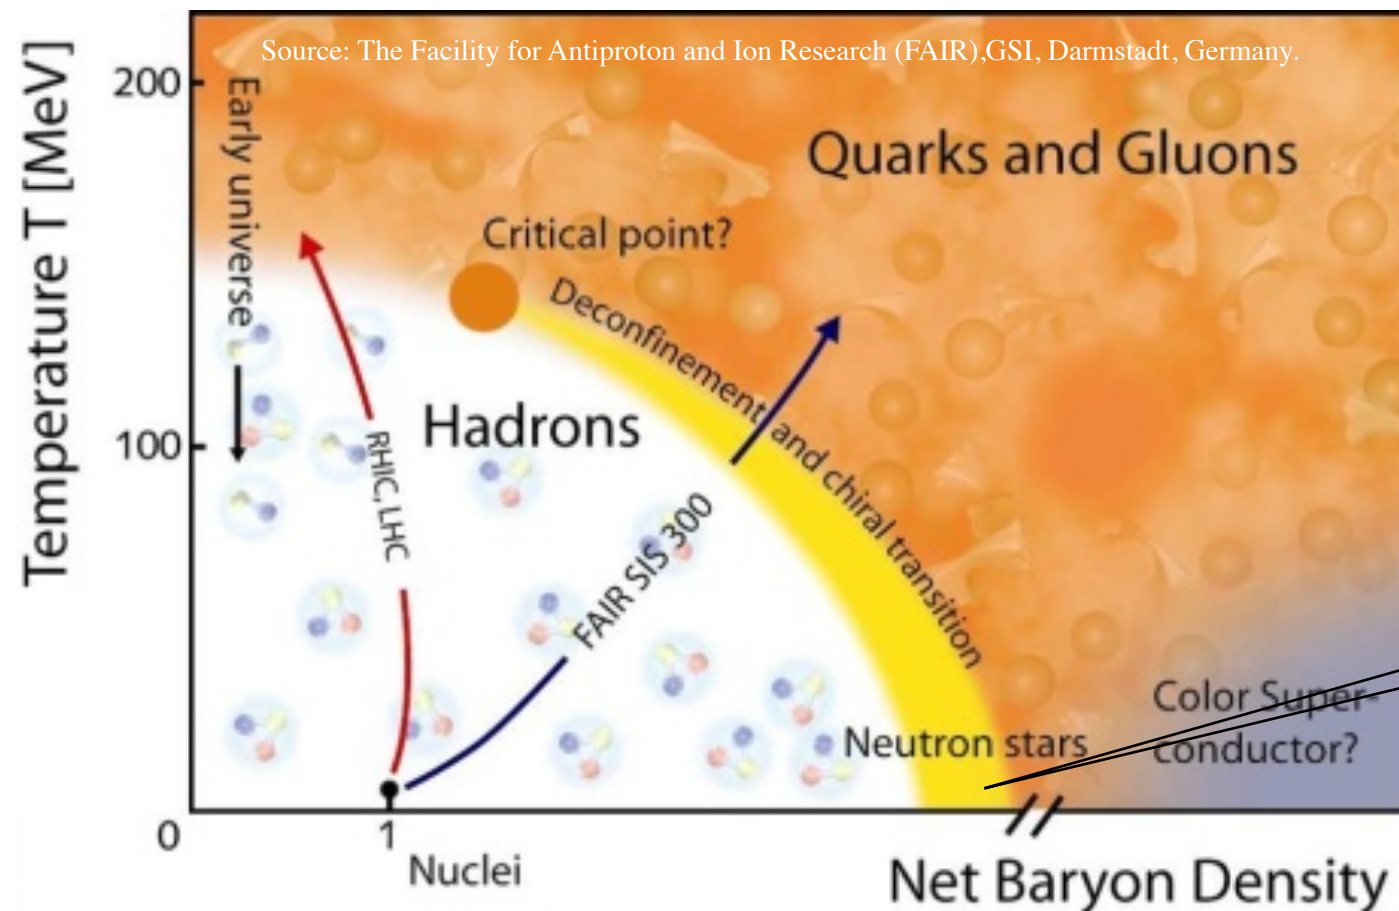 Source: The Facility for Antiproton and Ion Research (FAIR),GSI, Darmstadt, Germany.
Temperature T [MeV]
200
100
0
Early universe
Quarks and Gluons
Critical point?
Deconfinement and chiral transition
Hadrons
RHIC, LHC
FAIR SIS 300
Neutron stars
Color Super-
conductor?
1
Nuclei
Net Baryon Density